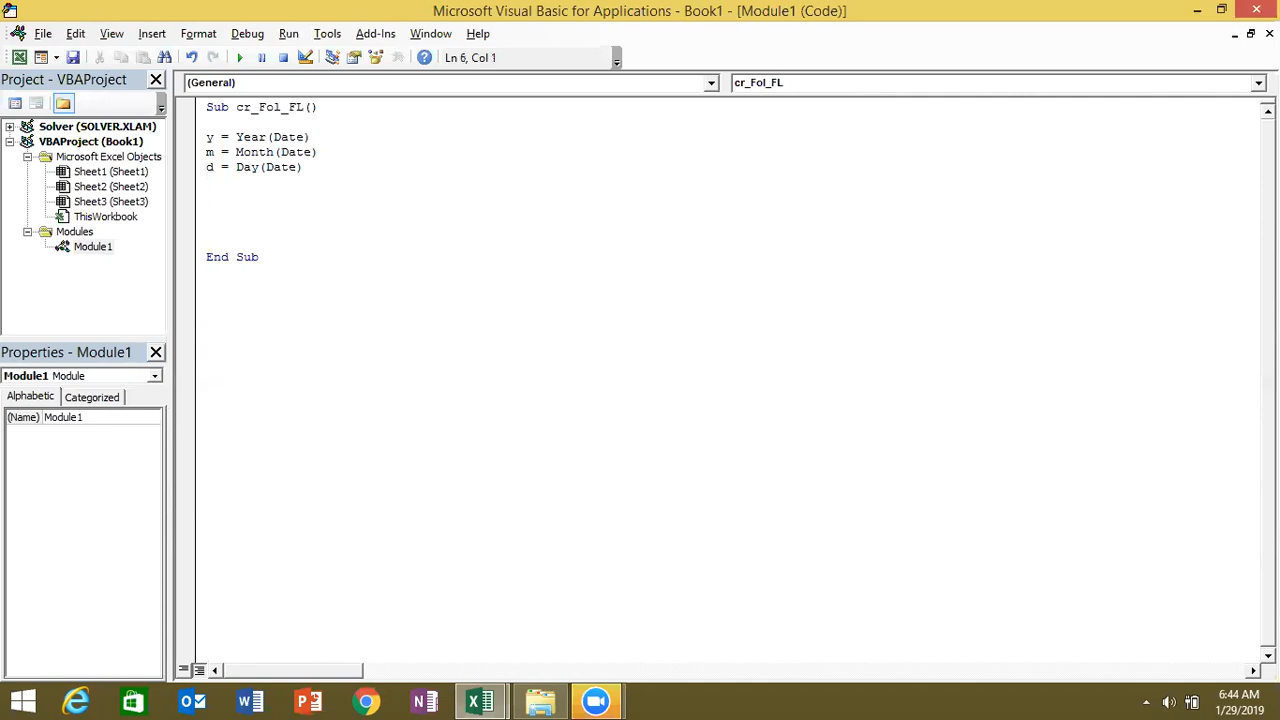 Microsoft Visual Basic for Applications - Book1 - [Module1 (Code)]
File Edit View Insert Format Debug Run Tools Add-Ins Window Help
Ln 6, Col 1
Project - VBAProject
(General)
cr_Fol_FL
Solver (SOLVER.XLAM)
VBAProject (Book1)
Microsoft Excel Objects
Sheet1 (Sheet1)
Sheet2 (Sheet2)
Sheet3 (Sheet3)
ThisWorkbook
Modules
Module1
Sub cr_Fol_FL()
y = Year(Date)
m = Month(Date)
d = Day(Date)
End Sub
Properties - Module1
Module1 Module
Alphabetic Categorized
(Name) Module1
6:44 AM
1/29/2019